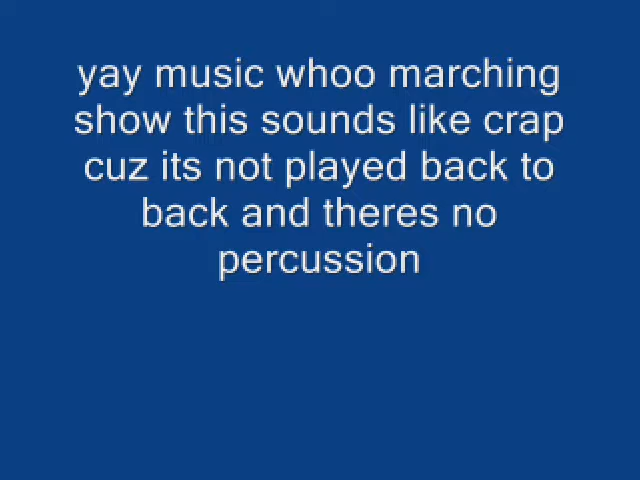 yay music whoo marching
show this sounds like crap
cuz its not played back to
back and theres no
percussion